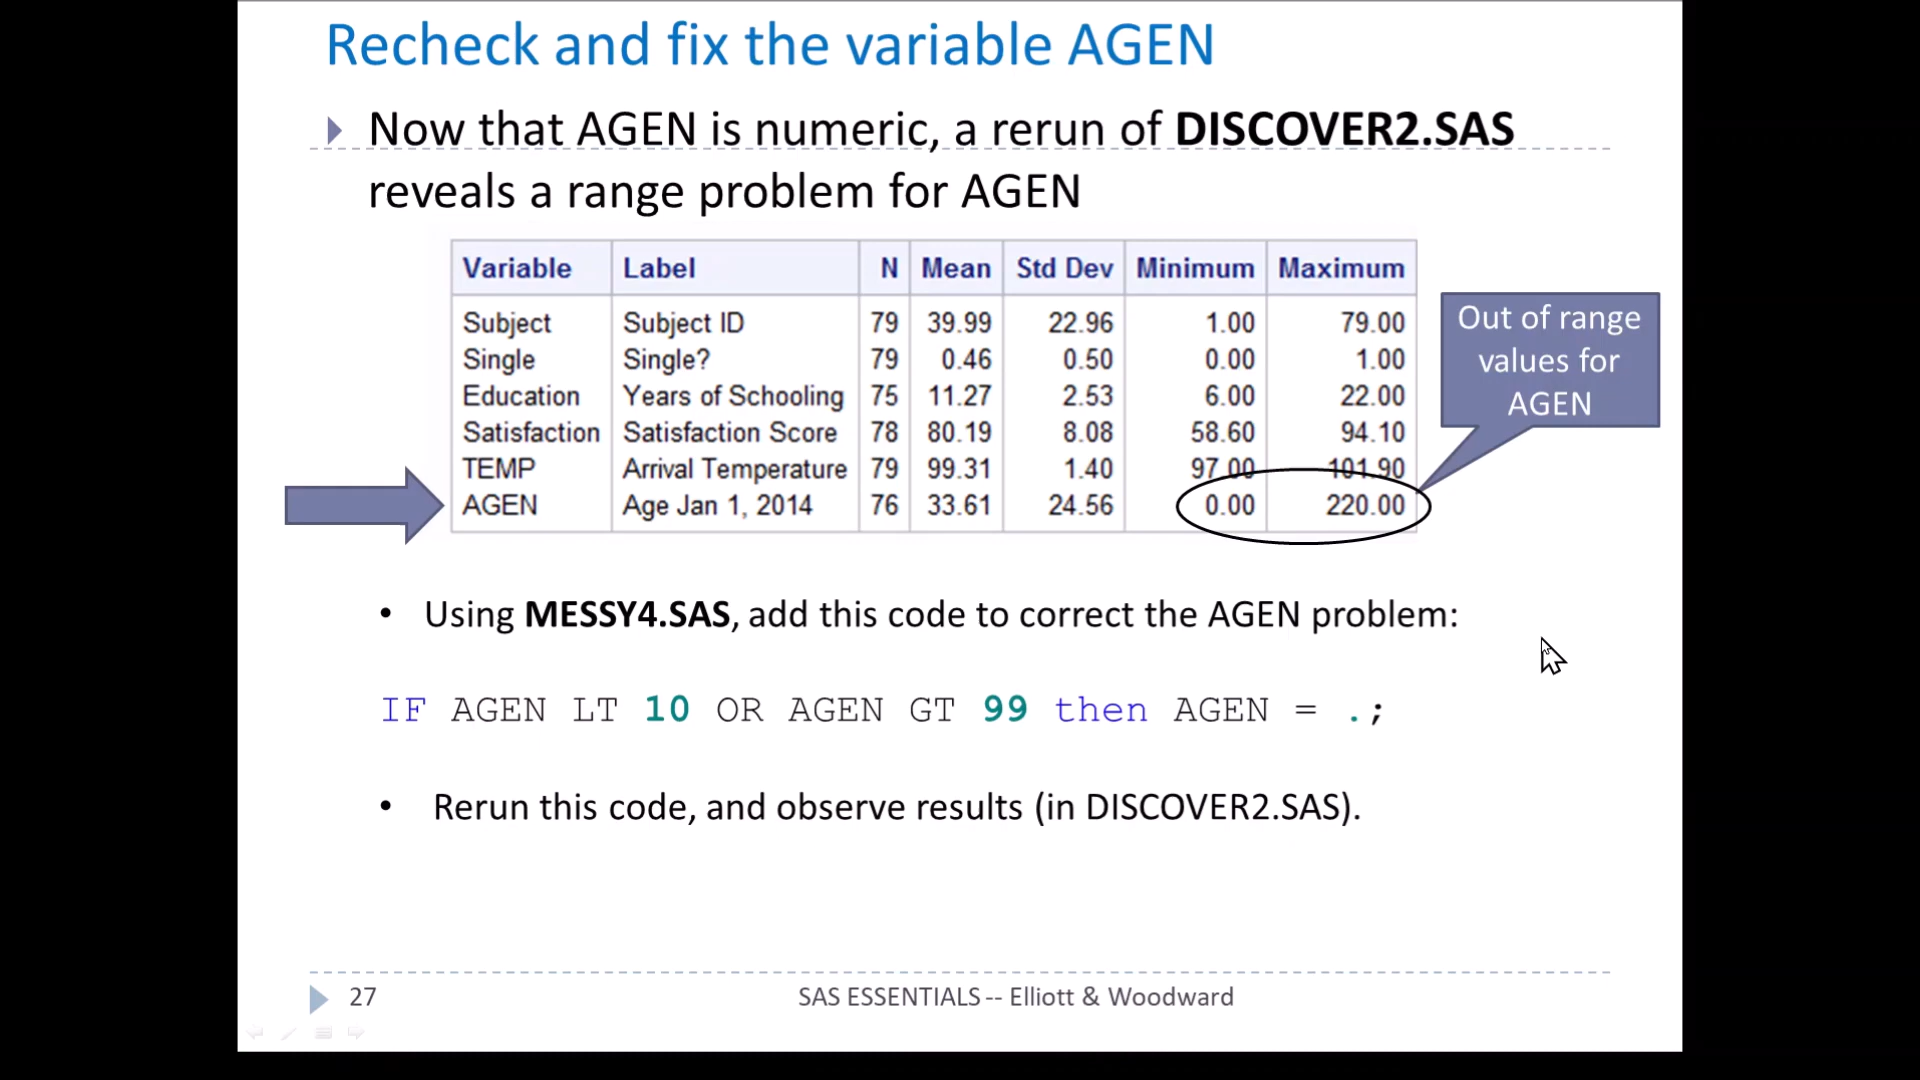 Recheck and fix the variable AGEN
Now that AGEN is numeric, a rerun of DISCOVER2.SAS
reveals a range problem for AGEN
Variable Label N Mean Std Dev Minimum Maximum
Subject Subject ID 79 39.99 22.96 1.00 79.00
Single Single? 79 0.46 0.50 0.00 1.00
Education Years of Schooling 75 11.27 2.53 6.00 22.00
Satisfaction Satisfaction Score 78 80.19 8.08 58.60 94.10
TEMP Arrival Temperature 79 99.31 1.40 97.00 101.90
AGEN Age Jan 1, 2014 76 33.61 24.56 0.00 220.00
Out of range
values for
AGEN
• Using MESSY4.SAS, add this code to correct the AGEN problem:
IF AGEN LT 10 OR AGEN GT 99 then AGEN = .;
• Rerun this code, and observe results (in DISCOVER2.SAS).
27 SAS ESSENTIALS -- Elliott & Woodward